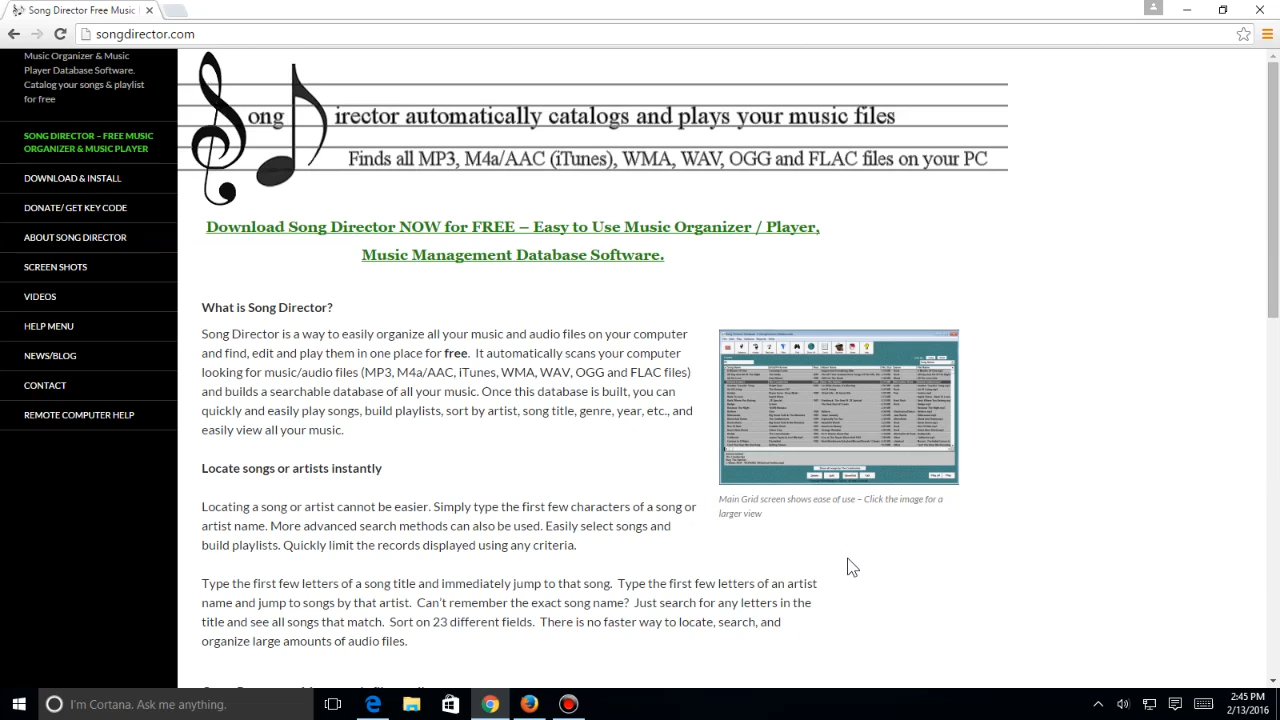 Song Director Free Music
songdirector.com
Music Organizer & Music
Player Database Software.
Catalog your songs & playlist
for free
SONG DIRECTOR – FREE MUSIC
ORGANIZER & MUSIC PLAYER
DOWNLOAD & INSTALL
DONATE/ GET KEY CODE
ABOUT SONG DIRECTOR
SCREEN SHOTS
VIDEOS
HELP MENU
NEWS/BLOG
CONTACT
REMOTE COMPUTER HELP
Song Director automatically catalogs and plays your music files
Finds all MP3, M4a/AAC (iTunes), WMA, WAV, OGG and FLAC files on your PC
Download Song Director NOW for FREE – Easy to Use Music Organizer / Player,
Music Management Database Software.
What is Song Director?
Song Director is a way to easily organize all your music and audio files on your computer
and find, edit and play them in one place for free. It automatically scans your computer
looking for music/audio files (MP3, M4a/AAC, iTunes, WMA, WAV, OGG and FLAC files)
and builds a searchable database of all your music. Once this database is built you can
quickly and easily play songs, build playlists, sort by artist, song title, genre, year, etc., and
easily view all your music.
Main Grid screen shows ease of use – Click the image for a
larger view
Locate songs or artists instantly
Locating a song or artist cannot be easier. Simply type the first few characters of a song or
artist name. More advanced search methods can also be used. Easily select songs and
build playlists. Quickly limit the records displayed using any criteria.
Type the first few letters of a song title and immediately jump to that song. Type the first few letters of an artist
name and jump to songs by that artist. Can't remember the exact song name? Just search for any letters in the
title and see all songs that match. Sort on 23 different fields. There is no faster way to locate, search, and
organize large amounts of audio files.
I'm Cortana. Ask me anything.
2:45 PM
2/13/2016